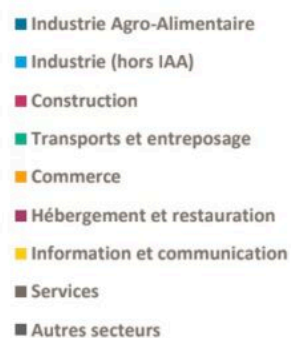 Industrie Agro-Alimentaire
Industrie (hors IAA)
Construction
Transports et entreposage
Commerce
Hébergement et restauration
Information et communication
Services
Autres secteurs